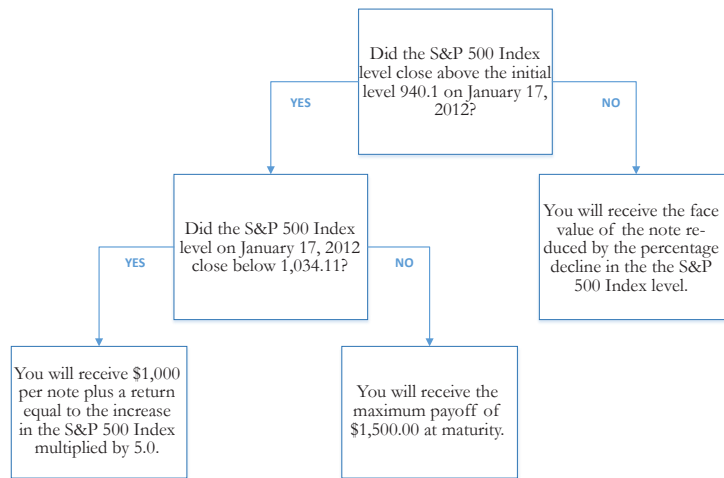 Did the S&P 500 Index
level close above the initial
level 940.1 on January 17,
2012?
YES
NO
Did the S&P 500 Index
level on January 17, 2012
close below 1,034.11?
You will receive the face
value of the note re-
duced by the percentage
decline in the the S&P
500 Index level.
YES
NO
You will receive $1,000
per note plus a return
equal to the increase
in the S&P 500 Index
multiplied by 5.0.
You will receive the
maximum payoff of
$1,500.00 at maturity.